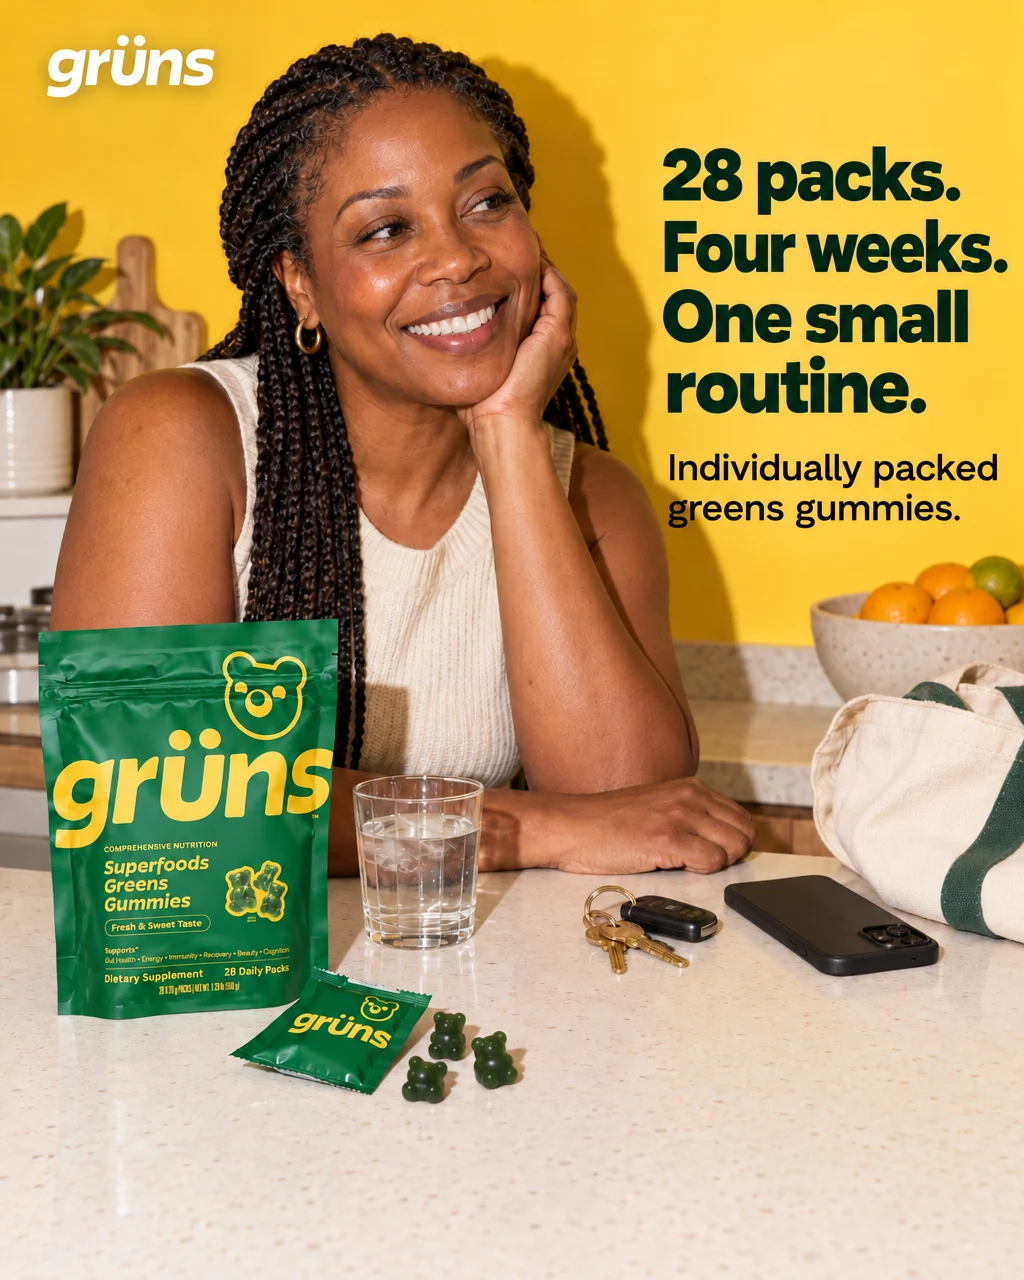 grüns
28 packs.
Four weeks.
One small
routine.
Individually packed
greens gummies.
grüns
COMPREHENSIVE NUTRITION
Superfoods
Greens
Gummies
Fresh & Sweet Taste
Supports*
Gut Health • Energy • Immunity • Recovery • Beauty • Cognition
Dietary Supplement 28 Daily Packs
grüns